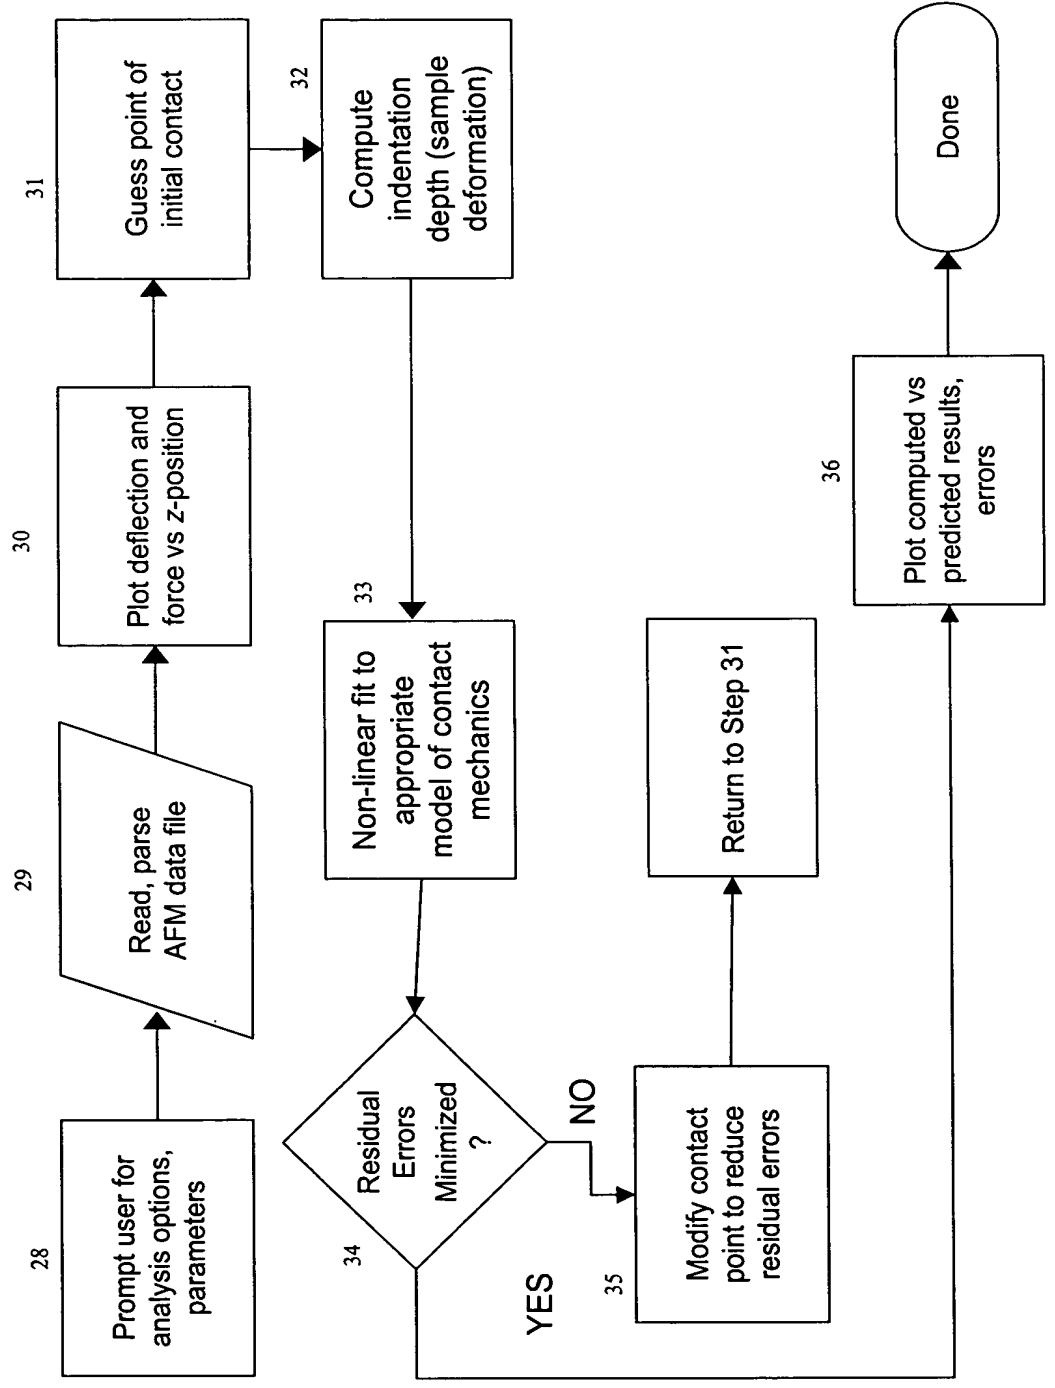 28
Prompt user for
analysis options,
parameters
29
Read, parse
AFM data file
30
Plot deflection and
force vs z-position
31
Guess point of
initial contact
32
Compute
indentation
depth (sample
deformation)
33
Non-linear fit to
appropriate
model of contact
mechanics
34
Residual
Errors
Minimized
?
NO
YES
35
Modify contact
point to reduce
residual errors
Return to Step 31
36
Plot computed vs
predicted results,
errors
Done